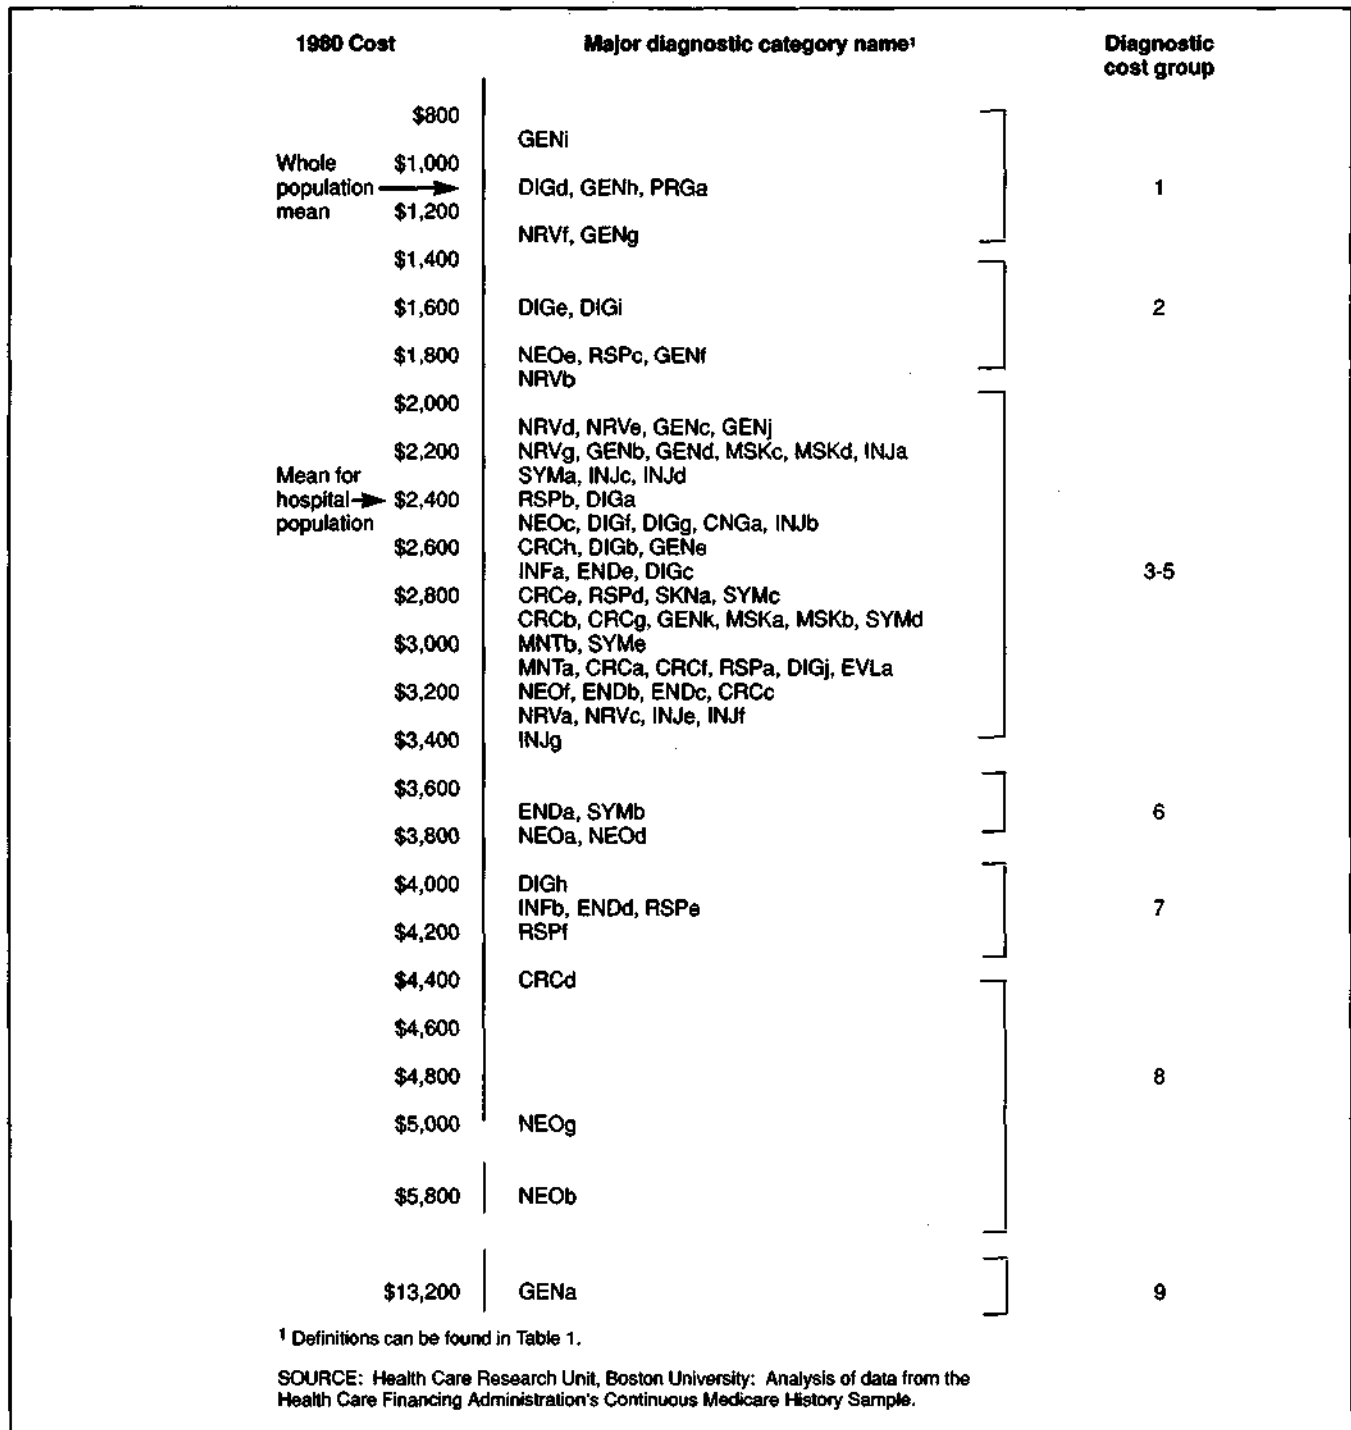 1980 Cost Major diagnostic category name¹ Diagnostic
cost group
$800
GENi
Whole $1,000
population DIGd, GENh, PRGa 1
mean $1,200
NRVf, GENg
$1,400
$1,600 DIGe, DIGi 2
$1,800 NEOe, RSPc, GENf
NRVb
$2,000
NRVd, NRVe, GENc, GENj
$2,200 NRVg, GENb, GENd, MSKc, MSKd, INJa
Mean for SYMa, INJc, INJd
hospital $2,400 RSPb, DIGa
population NEOc, DIGf, DIGg, CNGa, INJb
$2,600 CRCh, DIGb, GENe
INFa, ENDe, DIGc 3-5
$2,800 CRCe, RSPd, SKNa, SYMc
CRCb, CRCg, GENk, MSKa, MSKb, SYMd
$3,000 MNTb, SYMe
MNTa, CRCa, CRCf, RSPa, DIGj, EVLa
$3,200 NEOf, ENDb, ENDc, CRCc
NRVa, NRVc, INJe, INJf
$3,400 INJg
$3,600
ENDa, SYMb 6
$3,800 NEOa, NEOd
$4,000 DIGh
INFb, ENDd, RSPe 7
$4,200 RSPf
$4,400 CRCd
$4,600
$4,800 8
$5,000 NEOg
$5,800 NEOb
$13,200 GENa 9
¹ Definitions can be found in Table 1.
SOURCE: Health Care Research Unit, Boston University: Analysis of data from the
Health Care Financing Administration's Continuous Medicare History Sample.